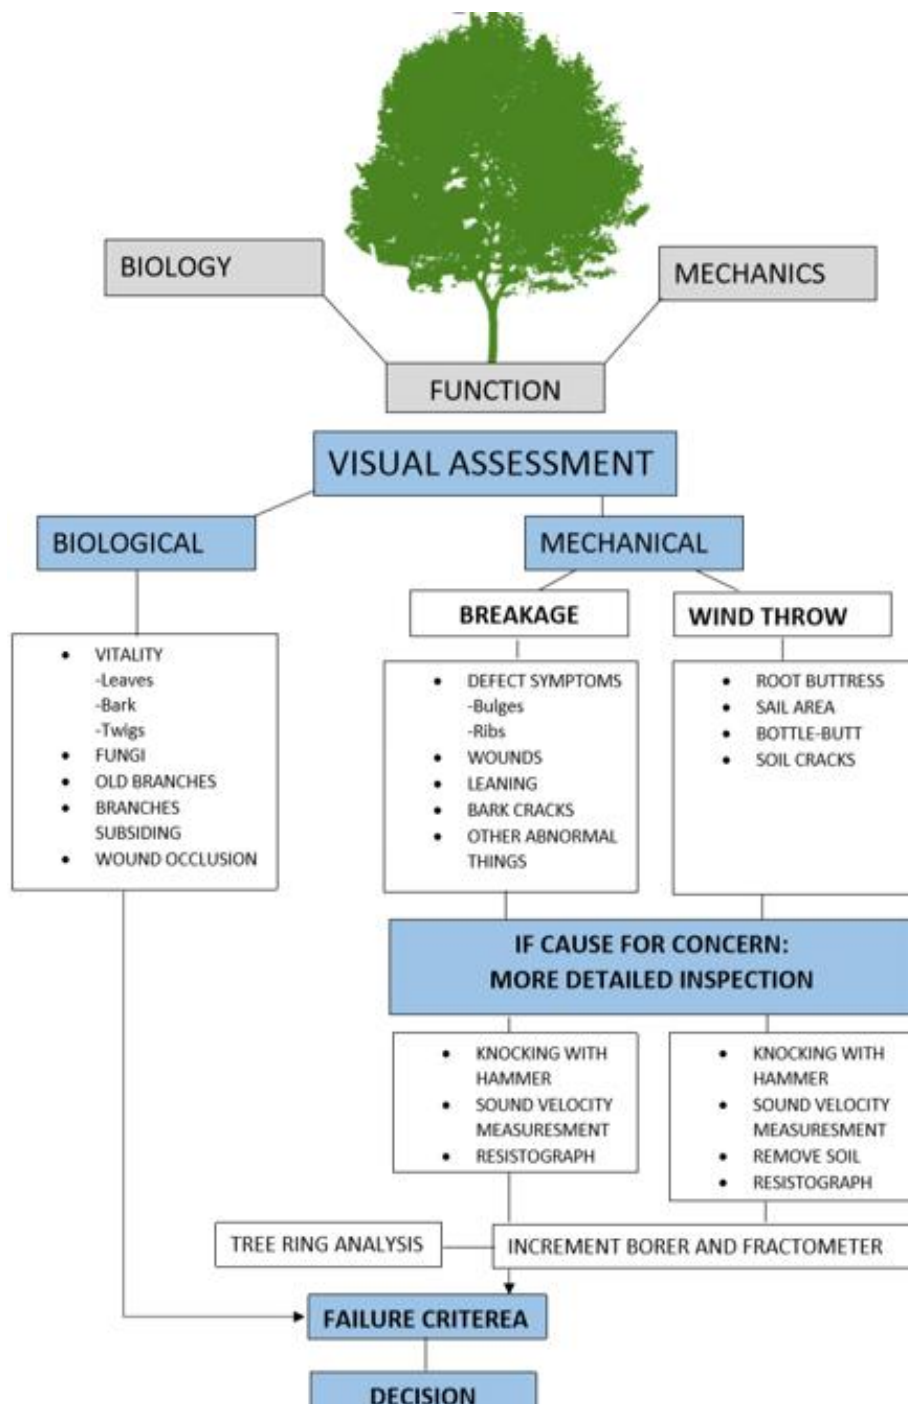 BIOLOGY
MECHANICS
FUNCTION
VISUAL ASSESSMENT
BIOLOGICAL
MECHANICAL
BREAKAGE
WIND THROW
• VITALITY
-Leaves
-Bark
-Twigs
• FUNGI
• OLD BRANCHES
• BRANCHES
SUBSIDING
• WOUND OCCLUSION
• DEFECT SYMPTOMS
-Bulges
-Ribs
• WOUNDS
• LEANING
• BARK CRACKS
• OTHER ABNORMAL
THINGS
• ROOT BUTTRESS
• SAIL AREA
• BOTTLE-BUTT
• SOIL CRACKS
IF CAUSE FOR CONCERN:
MORE DETAILED INSPECTION
• KNOCKING WITH
HAMMER
• SOUND VELOCITY
MEASURESMENT
• RESISTOGRAPH
• KNOCKING WITH
HAMMER
• SOUND VELOCITY
MEASURESMENT
• REMOVE SOIL
• RESISTOGRAPH
TREE RING ANALYSIS
INCREMENT BORER AND FRACTOMETER
FAILURE CRITEREA
DECISION